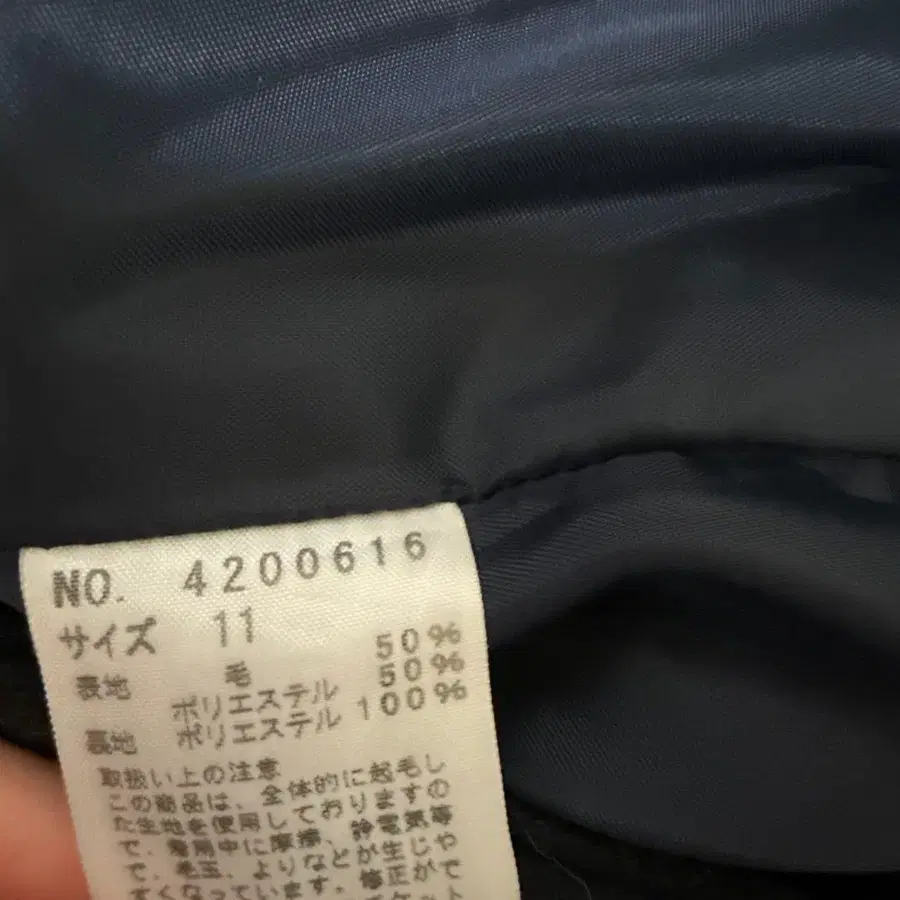 NO. 4200616
サイズ 11
表地 毛 50%
ポリエステル 50%
裏地 ポリエステル 100%
取扱い上の注意
この商品は、全体的に起毛し
た生地を使用しておりますの
で、着用中に摩擦、静電気等
で、毛玉、よりなどが生じや
すくなっています。修正がで